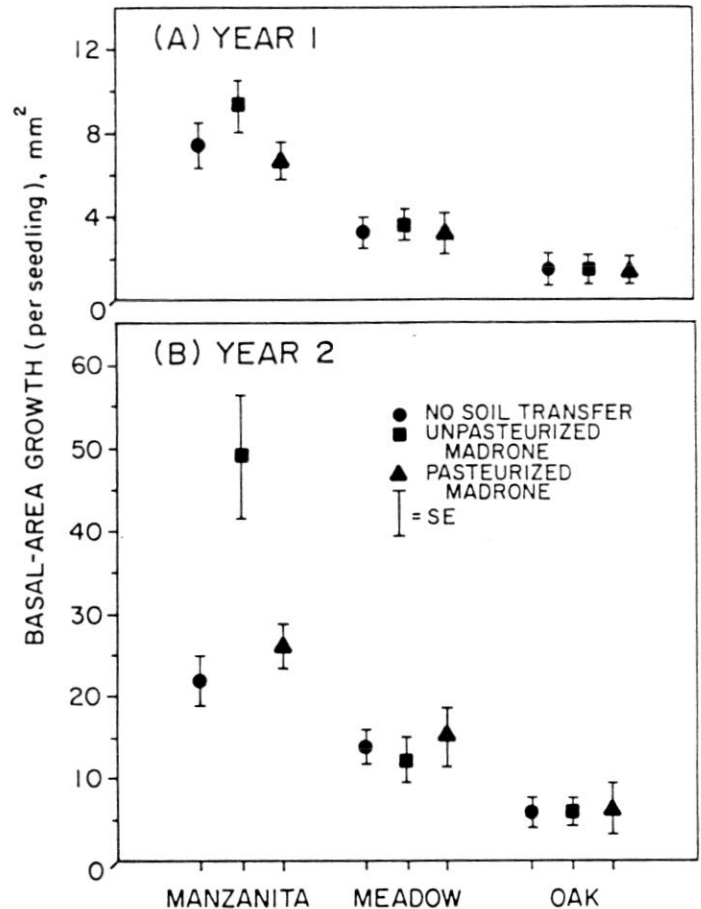 (A) YEAR 1
12
8
4
0
BASAL-AREA GROWTH (per seedling), mm²
(B) YEAR 2
60
50
40
30
20
10
0
NO SOIL TRANSFER
UNPASTEURIZED
MADRONE
PASTEURIZED
MADRONE
= SE
MANZANITA MEADOW OAK